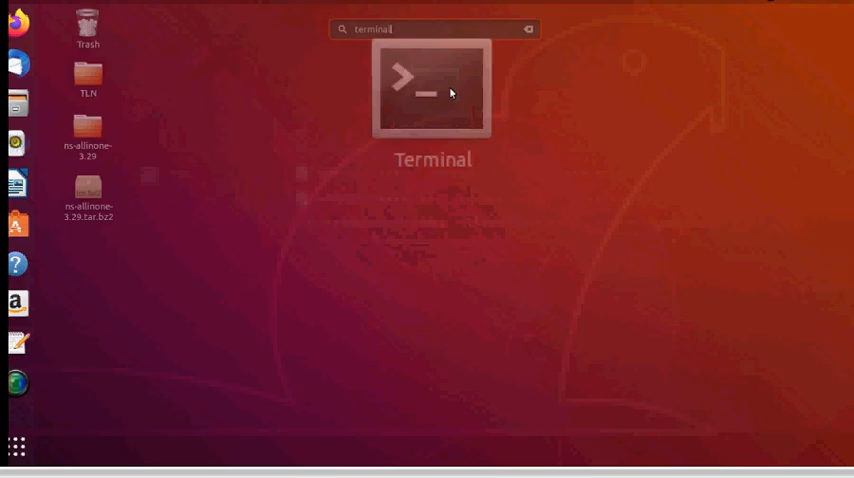 terminal
Trash
TLN
ns-allinone-
3.29
ns-allinone-
3.29.tar.bz2
Terminal